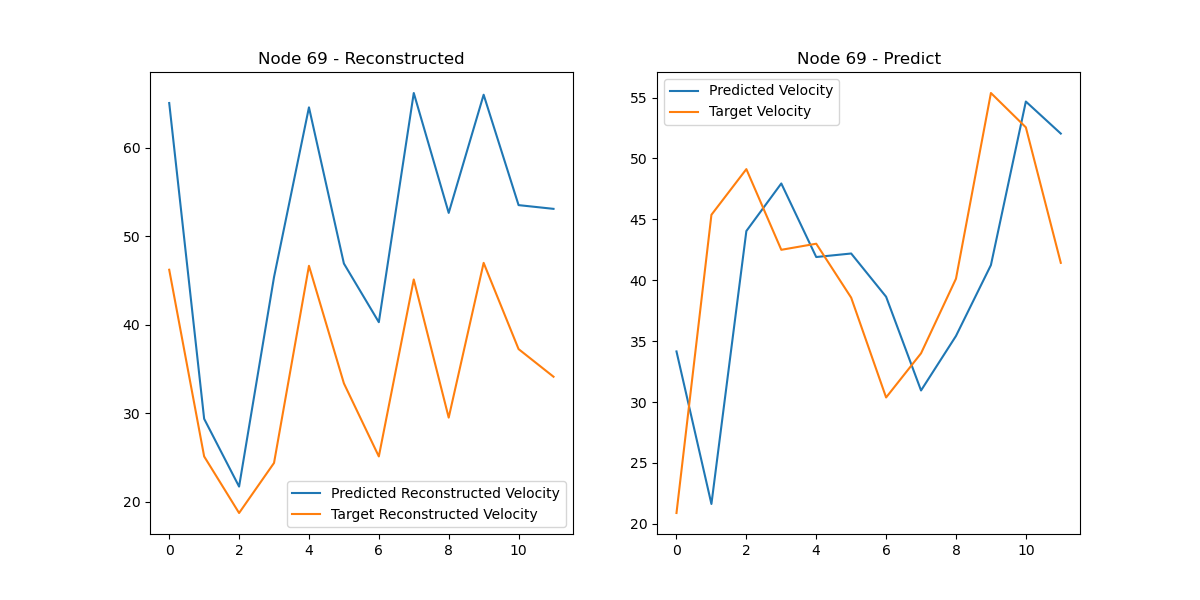 Node 69 - Reconstructed
60
50
40
30
20
0 2 4 6 8 10
Predicted Reconstructed Velocity
Target Reconstructed Velocity
Node 69 - Predict
Predicted Velocity
Target Velocity
55
50
45
40
35
30
25
20
0 2 4 6 8 10